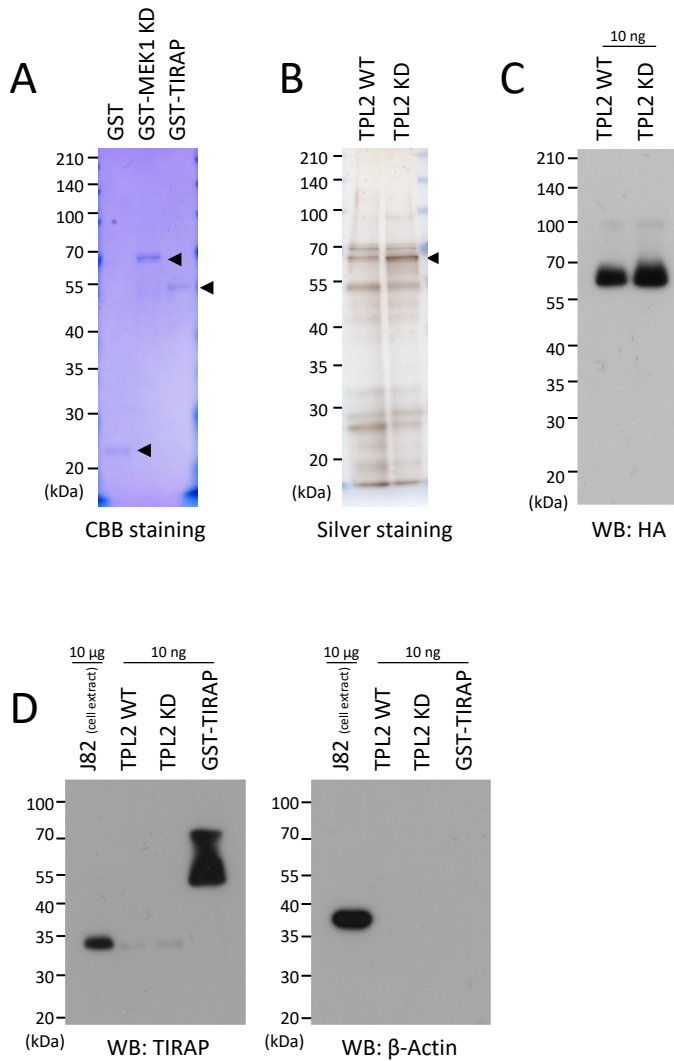 A
GST
GST-MEK1 KD
GST-TIRAP
210
140
100
70
55
40
35
30
20
(kDa)
CBB staining
B
TPL2 WT
TPL2 KD
210
140
100
70
55
40
35
30
20
(kDa)
Silver staining
C
10 ng
TPL2 WT
TPL2 KD
210
140
100
70
55
40
35
30
20
(kDa)
WB: HA
D
10 µg
10 ng
J82 (cell extract)
TPL2 WT
TPL2 KD
GST-TIRAP
100
70
55
40
35
30
20
(kDa)
WB: TIRAP
10 µg
10 ng
J82 (cell extract)
TPL2 WT
TPL2 KD
GST-TIRAP
100
70
55
40
35
30
20
(kDa)
WB: β-Actin